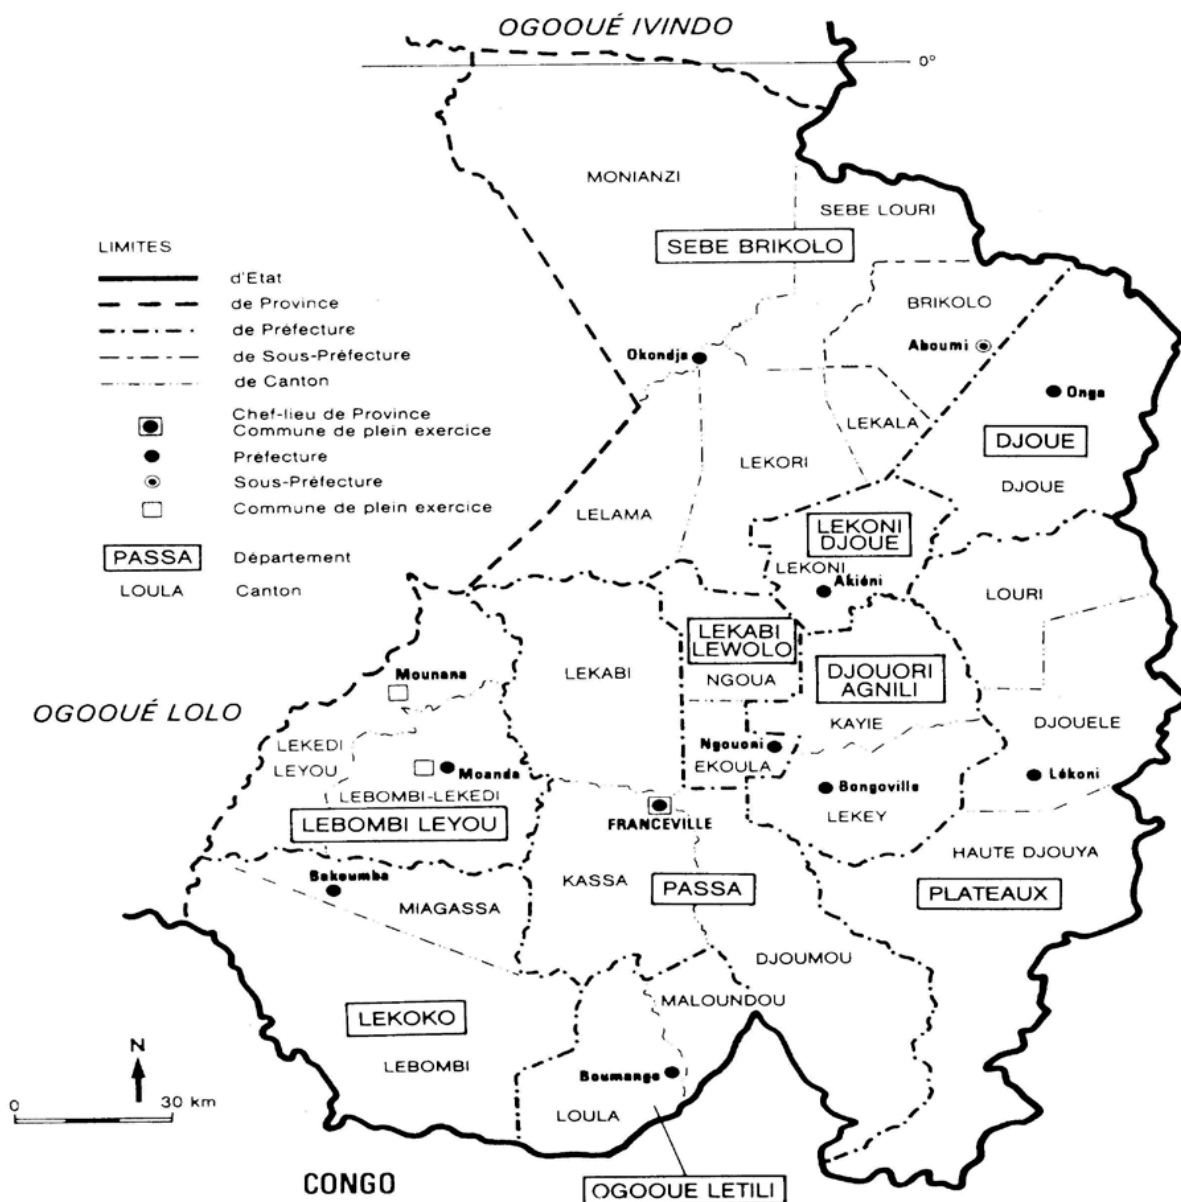 OGOOUÉ IVINDO
0°
MONIANZI
SEBE LOURI
SEBE BRIKOLO
LIMITES
d'Etat
de Province
de Préfecture
de Sous-Préfecture
de Canton
Chef-lieu de Province
Commune de plein exercice
Préfecture
Sous-Préfecture
Commune de plein exercice
PASSA
Département
LOULA
Canton
BRIKOLO
Aboumi
Okondja
Onga
LEKALA
DJOUE
LEKORI
DJOUE
LELAMA
LEKONI
DJOUE
LEKONI
Akiéni
LOURI
LEKABI
LEWOLO
LEKABI
NGOUA
DJOUORI
AGNILI
Mounana
OGOOUÉ LOLO
KAYIE
DJOUELE
LEKEDI
LEYOU
Ngouoni
EKOULA
Moanda
Bongoville
Lékoni
LEBOMBI-LEKEDI
LEBOMBI LEYOU
FRANCEVILLE
LEKEY
HAUTE DJOUYA
Bakoumba
KASSA
PASSA
PLATEAUX
MIAGASSA
DJOUMOU
MALOUNDOU
LEKOKO
LEBOMBI
Boumango
LOULA
N
0
30 km
CONGO
OGOOUE LETILI